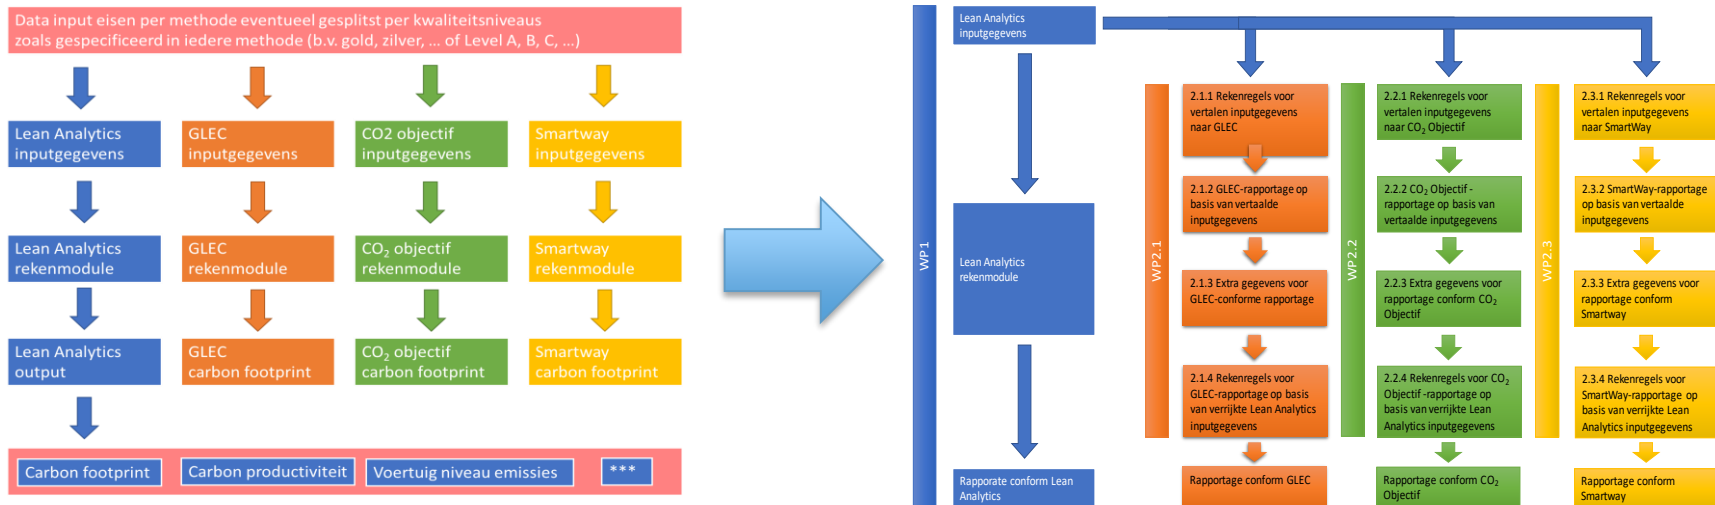 Data input eisen per methode eventueel gesplitst per kwaliteitsniveaus
zoals gespecificeerd in iedere methode (b.v. gold, zilver, ... of Level A, B, C, ...)
Lean Analytics
inputgegevens
GLEC
inputgegevens
CO2 objectif
inputgegevens
Smartway
inputgegevens
Lean Analytics
rekenmodule
GLEC
rekenmodule
CO₂ objectif
rekenmodule
Smartway
rekenmodule
Lean Analytics
output
GLEC
carbon footprint
CO₂ objectif
carbon footprint
Smartway
carbon footprint
Carbon footprint
Carbon productiviteit
Voertuig niveau emissies
***
WP1
Lean Analytics
inputgegevens
Lean Analytics
rekenmodule
Rapporate conform Lean
Analytics
WP2.1
2.1.1 Rekenregels voor
vertalen inputgegevens
naar GLEC
2.1.2 GLEC-rapportage op
basis van vertaalde
inputgegevens
2.1.3 Extra gegevens voor
GLEC-conforme rapportage
2.1.4 Rekenregels voor
GLEC-rapportage op basis
van verrijkte Lean Analytics
inputgegevens
Rapportage conform GLEC
WP2.2
2.2.1 Rekenregels voor
vertalen inputgegevens
naar CO₂ Objectif
2.2.2 CO₂ Objectif -
rapportage op basis van
vertaalde inputgegevens
2.2.3 Extra gegevens voor
rapportage conform CO₂
Objectif
2.2.4 Rekenregels voor CO₂
Objectif -rapportage op
basis van verrijkte Lean
Analytics inputgegevens
Rapportage conform CO₂
Objectif
WP2.3
2.3.1 Rekenregels voor
vertalen inputgegevens
naar SmartWay
2.3.2 SmartWay-rapportage
op basis van vertaalde
inputgegevens
2.3.3 Extra gegevens voor
rapportage conform
Smartway
2.3.4 Rekenregels voor
SmartWay-rapportage op
basis van verrijkte Lean
Analytics inputgegevens
Rapportage conform
Smartway